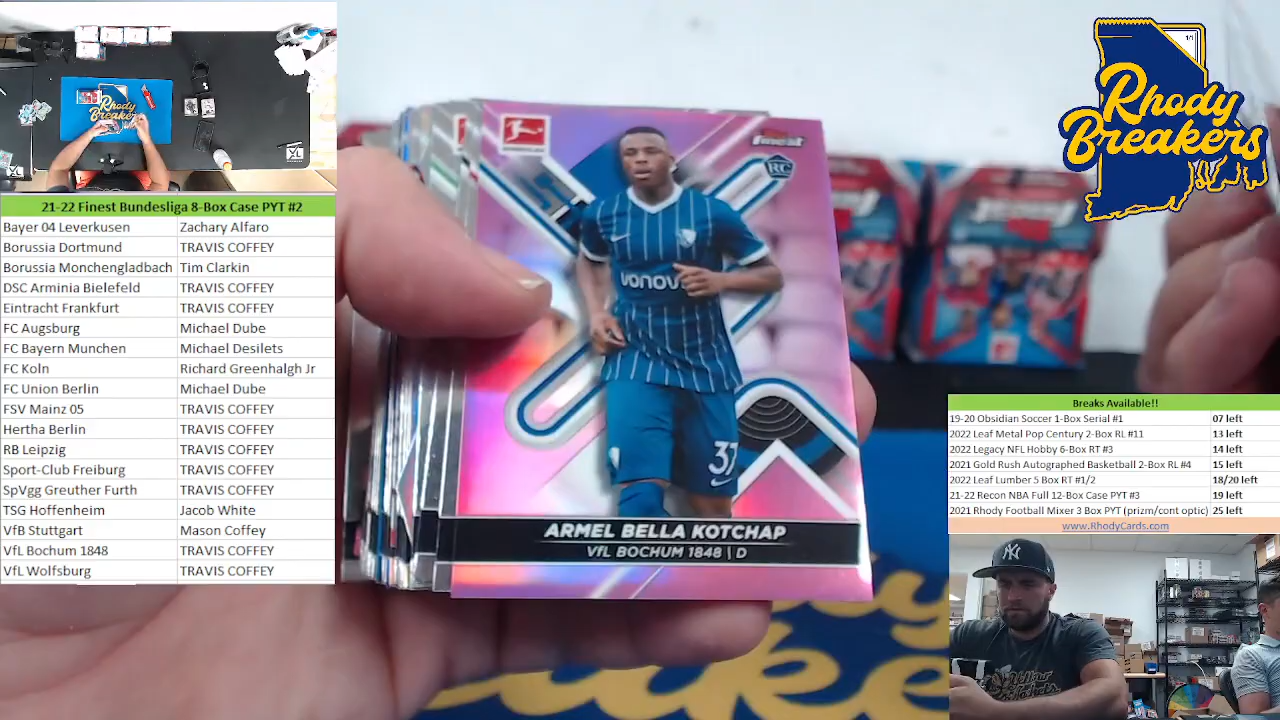 21-22 Finest Bundesliga 8-Box Case PYT #2
Bayer 04 Leverkusen Zachary Alfaro
Borussia Dortmund TRAVIS COFFEY
Borussia Monchengladbach Tim Clarkin
DSC Arminia Bielefeld TRAVIS COFFEY
Eintracht Frankfurt TRAVIS COFFEY
FC Augsburg Michael Dube
FC Bayern Munchen Michael Desilets
FC Koln Richard Greenhalgh Jr
FC Union Berlin Michael Dube
FSV Mainz 05 TRAVIS COFFEY
Hertha Berlin TRAVIS COFFEY
RB Leipzig TRAVIS COFFEY
Sport-Club Freiburg TRAVIS COFFEY
SpVgg Greuther Furth TRAVIS COFFEY
TSG Hoffenheim Jacob White
VfB Stuttgart Mason Coffey
VfL Bochum 1848 TRAVIS COFFEY
VfL Wolfsburg TRAVIS COFFEY
Finest
RC
vonov
37
ARMEL BELLA KOTCHAP
VfL BOCHUM 1848 | D
Rhody
Breakers
Breaks Available!!
19-20 Obsidian Soccer 1-Box Serial #1 07 left
2022 Leaf Metal Pop Century 2-Box RL #11 13 left
2022 Legacy NFL Hobby 6-Box RT #3 14 left
2021 Gold Rush Autographed Basketball 2-Box RL #4 15 left
2022 Leaf Lumber 5 Box RT #1/2 18/20 left
21-22 Recon NBA Full 12-Box Case PYT #3 19 left
2021 Rhody Football Mixer 3 Box PYT (prizm/cont optic) 25 left
www.RhodyCards.com